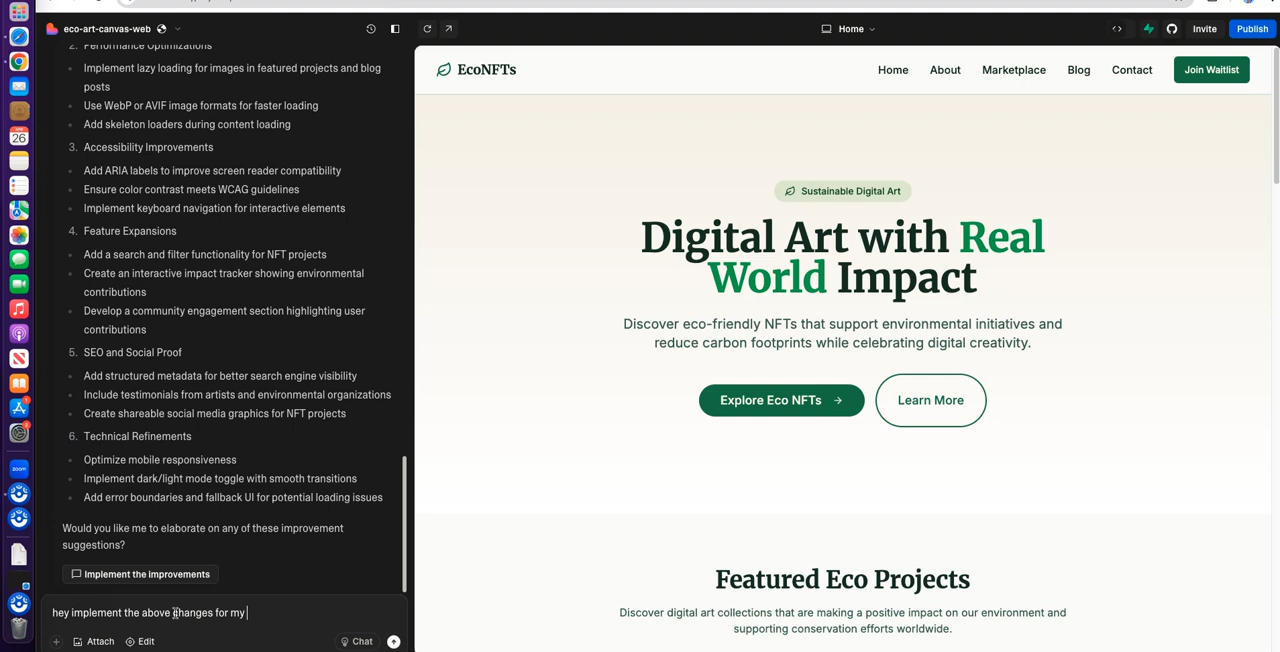 eco-art-canvas-web
2. Performance Optimizations
Implement lazy loading for images in featured projects and blog
posts
Use WebP or AVIF image formats for faster loading
Add skeleton loaders during content loading
3. Accessibility Improvements
Add ARIA labels to improve screen reader compatibility
Ensure color contrast meets WCAG guidelines
Implement keyboard navigation for interactive elements
4. Feature Expansions
Add a search and filter functionality for NFT projects
Create an interactive impact tracker showing environmental
contributions
Develop a community engagement section highlighting user
contributions
5. SEO and Social Proof
Add structured metadata for better search engine visibility
Include testimonials from artists and environmental organizations
Create shareable social media graphics for NFT projects
6. Technical Refinements
Optimize mobile responsiveness
Implement dark/light mode toggle with smooth transitions
Add error boundaries and fallback UI for potential loading issues
Would you like me to elaborate on any of these improvement
suggestions?
Implement the improvements
hey implement the above changes for my
Attach Edit Chat
Home
Invite Publish
EcoNFTs
Home About Marketplace Blog Contact Join Waitlist
Sustainable Digital Art
Digital Art with Real
World Impact
Discover eco-friendly NFTs that support environmental initiatives and
reduce carbon footprints while celebrating digital creativity.
Explore Eco NFTs → Learn More
Featured Eco Projects
Discover digital art collections that are making a positive impact on our environment and
supporting conservation efforts worldwide.
26
zoom